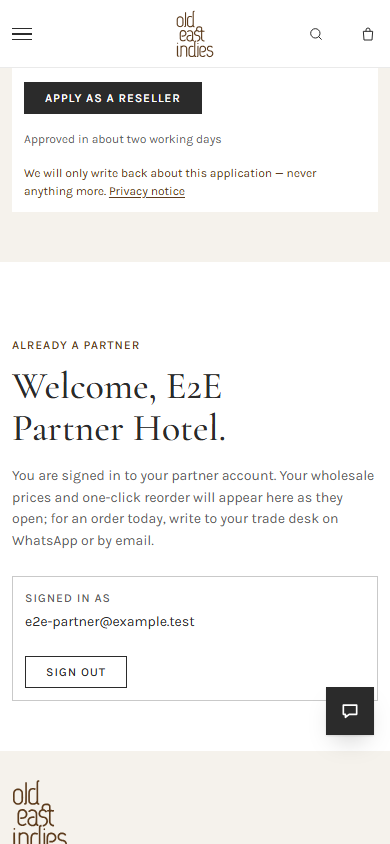 old
east
indies
APPLY AS A RESELLER
Approved in about two working days
We will only write back about this application — never
anything more. Privacy notice
ALREADY A PARTNER
Welcome, E2E
Partner Hotel.
You are signed in to your partner account. Your wholesale
prices and one-click reorder will appear here as they
open; for an order today, write to your trade desk on
WhatsApp or by email.
SIGNED IN AS
e2e-partner@example.test
SIGN OUT
old
east
indies